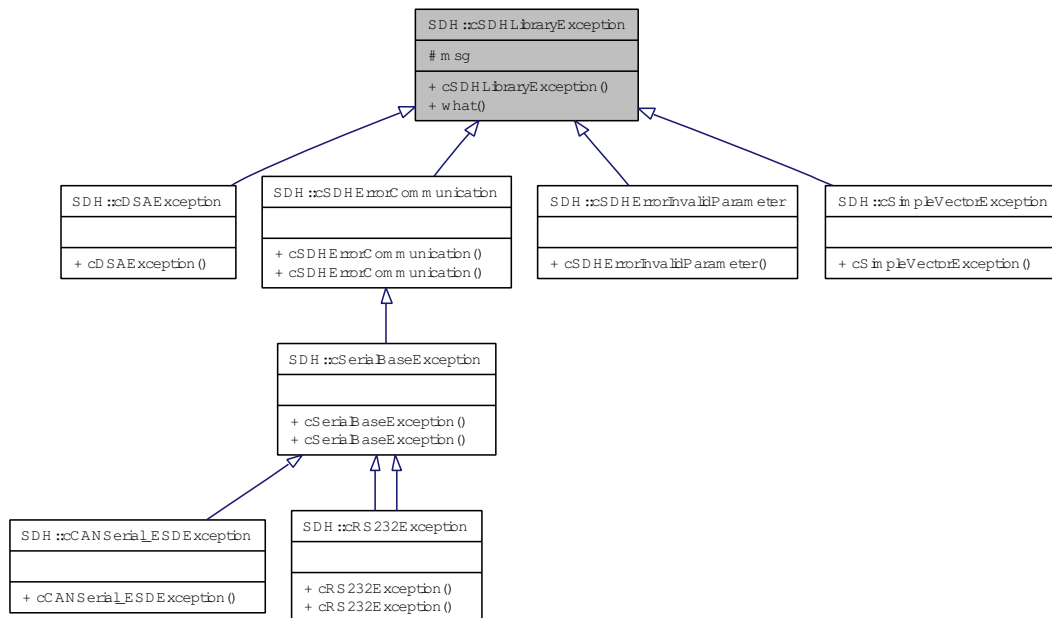 SDH::cSDHLibraryException
# msg
+ cSDHLibraryException()
+ what()
SDH::cDSAException
+ cDSAException()
SDH::cSDHErrorCommunication
+ cSDHErrorCommunication()
+ cSDHErrorCommunication()
SDH::cSDHErrorInvalidParameter
+ cSDHErrorInvalidParameter()
SDH::cSimpleVectorException
+ cSimpleVectorException()
SDH::cSerialBaseException
+ cSerialBaseException()
+ cSerialBaseException()
SDH::cCANSerial_ESDException
+ cCANSerial_ESDException()
SDH::cRS232Exception
+ cRS232Exception()
+ cRS232Exception()